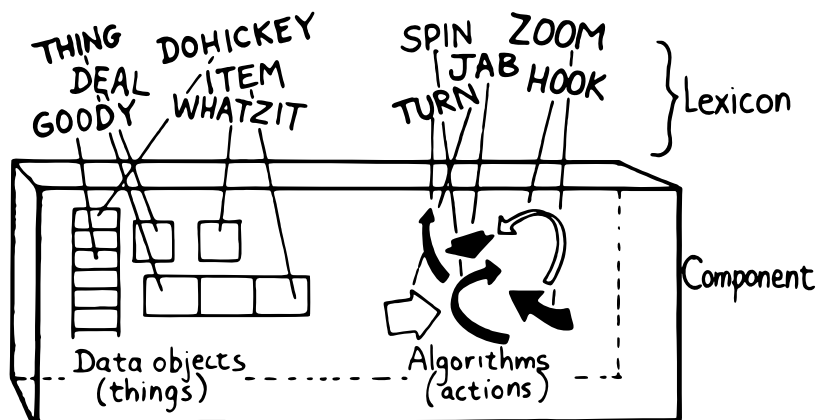 THING
DEAL
GOODY
DOHICKEY
ITEM
WHATZIT
SPIN
JAB
TURN
ZOOM
HOOK
Lexicon
Component
Data objects
(things)
Algorithms
(actions)